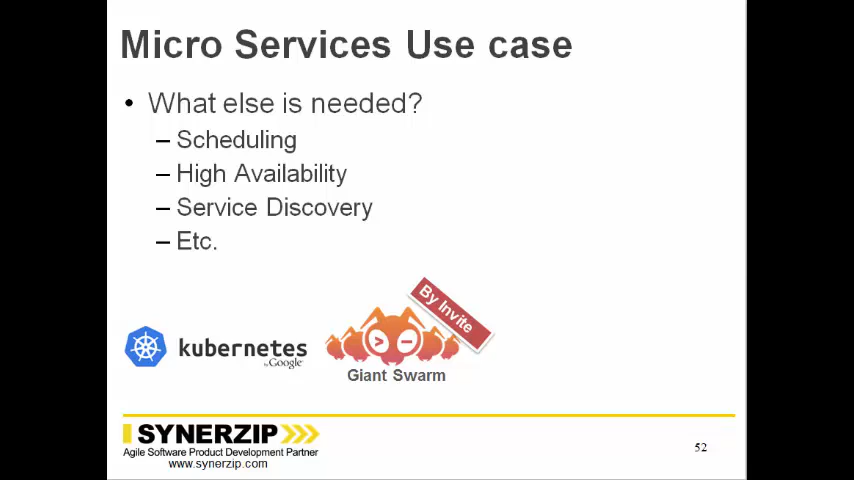 Micro Services Use case
• What else is needed?
– Scheduling
– High Availability
– Service Discovery
– Etc.
By Invite
kubernetes
by Google
Giant Swarm
SYNERZIP
Agile Software Product Development Partner
www.synerzip.com
52